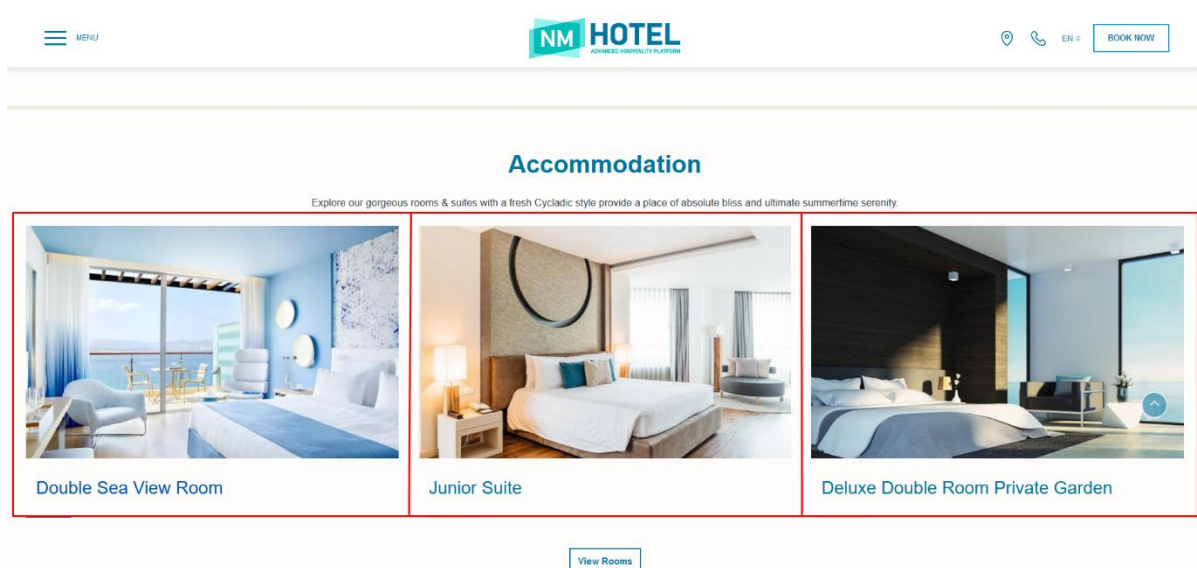 MENU
NM HOTEL
ADVANCED HOSPITALITY PLATFORM
EN
BOOK NOW
Accommodation
Explore our gorgeous rooms & suites with a fresh Cycladic style provide a place of absolute bliss and ultimate summertime serenity.
Double Sea View Room
Junior Suite
Deluxe Double Room Private Garden
View Rooms